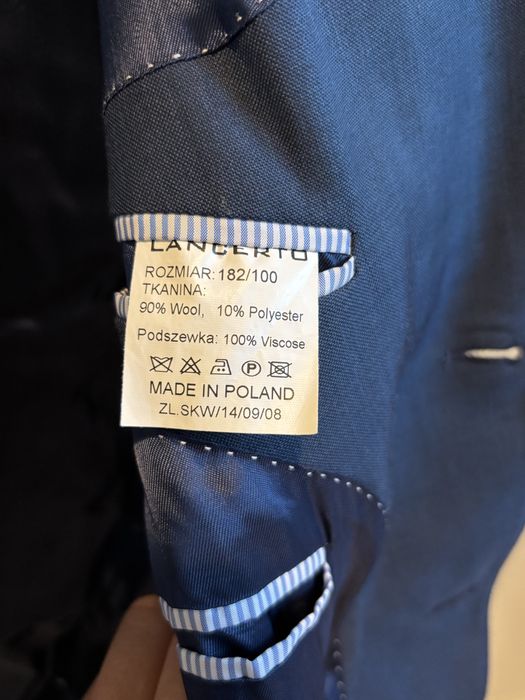 LANCERTO
ROZMIAR: 182/100
TKANINA:
90% Wool, 10% Polyester
Podszewka: 100% Viscose
P
MADE IN POLAND
ZL.SKW/14/09/08